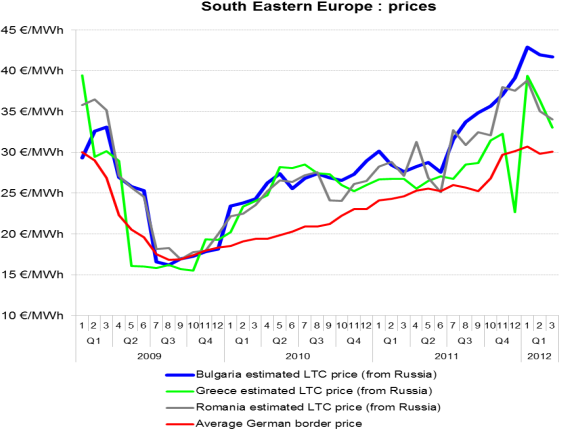 South Eastern Europe : prices
45 €/MWh
40 €/MWh
35 €/MWh
30 €/MWh
25 €/MWh
20 €/MWh
15 €/MWh
10 €/MWh
1 2 3 4 5 6 7 8 9 10 11 12 1 2 3 4 5 6 7 8 9 10 11 12 1 2 3 4 5 6 7 8 9 10 11 12 1 2 3
Q1 Q2 Q3 Q4 Q1 Q2 Q3 Q4 Q1 Q2 Q3 Q4 Q1
2009 2010 2011 2012
Bulgaria estimated LTC price (from Russia)
Greece estimated LTC price (from Russia)
Romania estimated LTC price (from Russia)
Average German border price